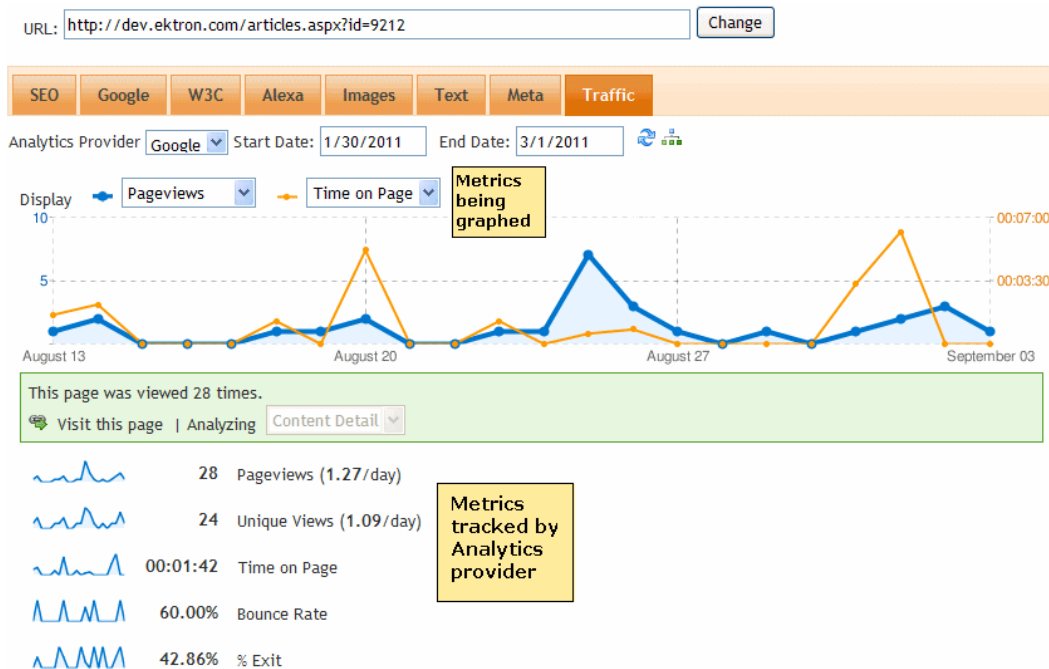 URL: http://dev.ektron.com/articles.aspx?id=9212 Change
SEO Google W3C Alexa Images Text Meta Traffic
Analytics Provider Google Start Date: 1/30/2011 End Date: 3/1/2011
Display Pageviews Time on Page
Metrics
being
graphed
10 00:07:00
5 00:03:30
August 13 August 20 August 27 September 03
This page was viewed 28 times.
Visit this page | Analyzing Content Detail
28 Pageviews (1.27/day)
24 Unique Views (1.09/day)
00:01:42 Time on Page
60.00% Bounce Rate
42.86% % Exit
Metrics
tracked by
Analytics
provider